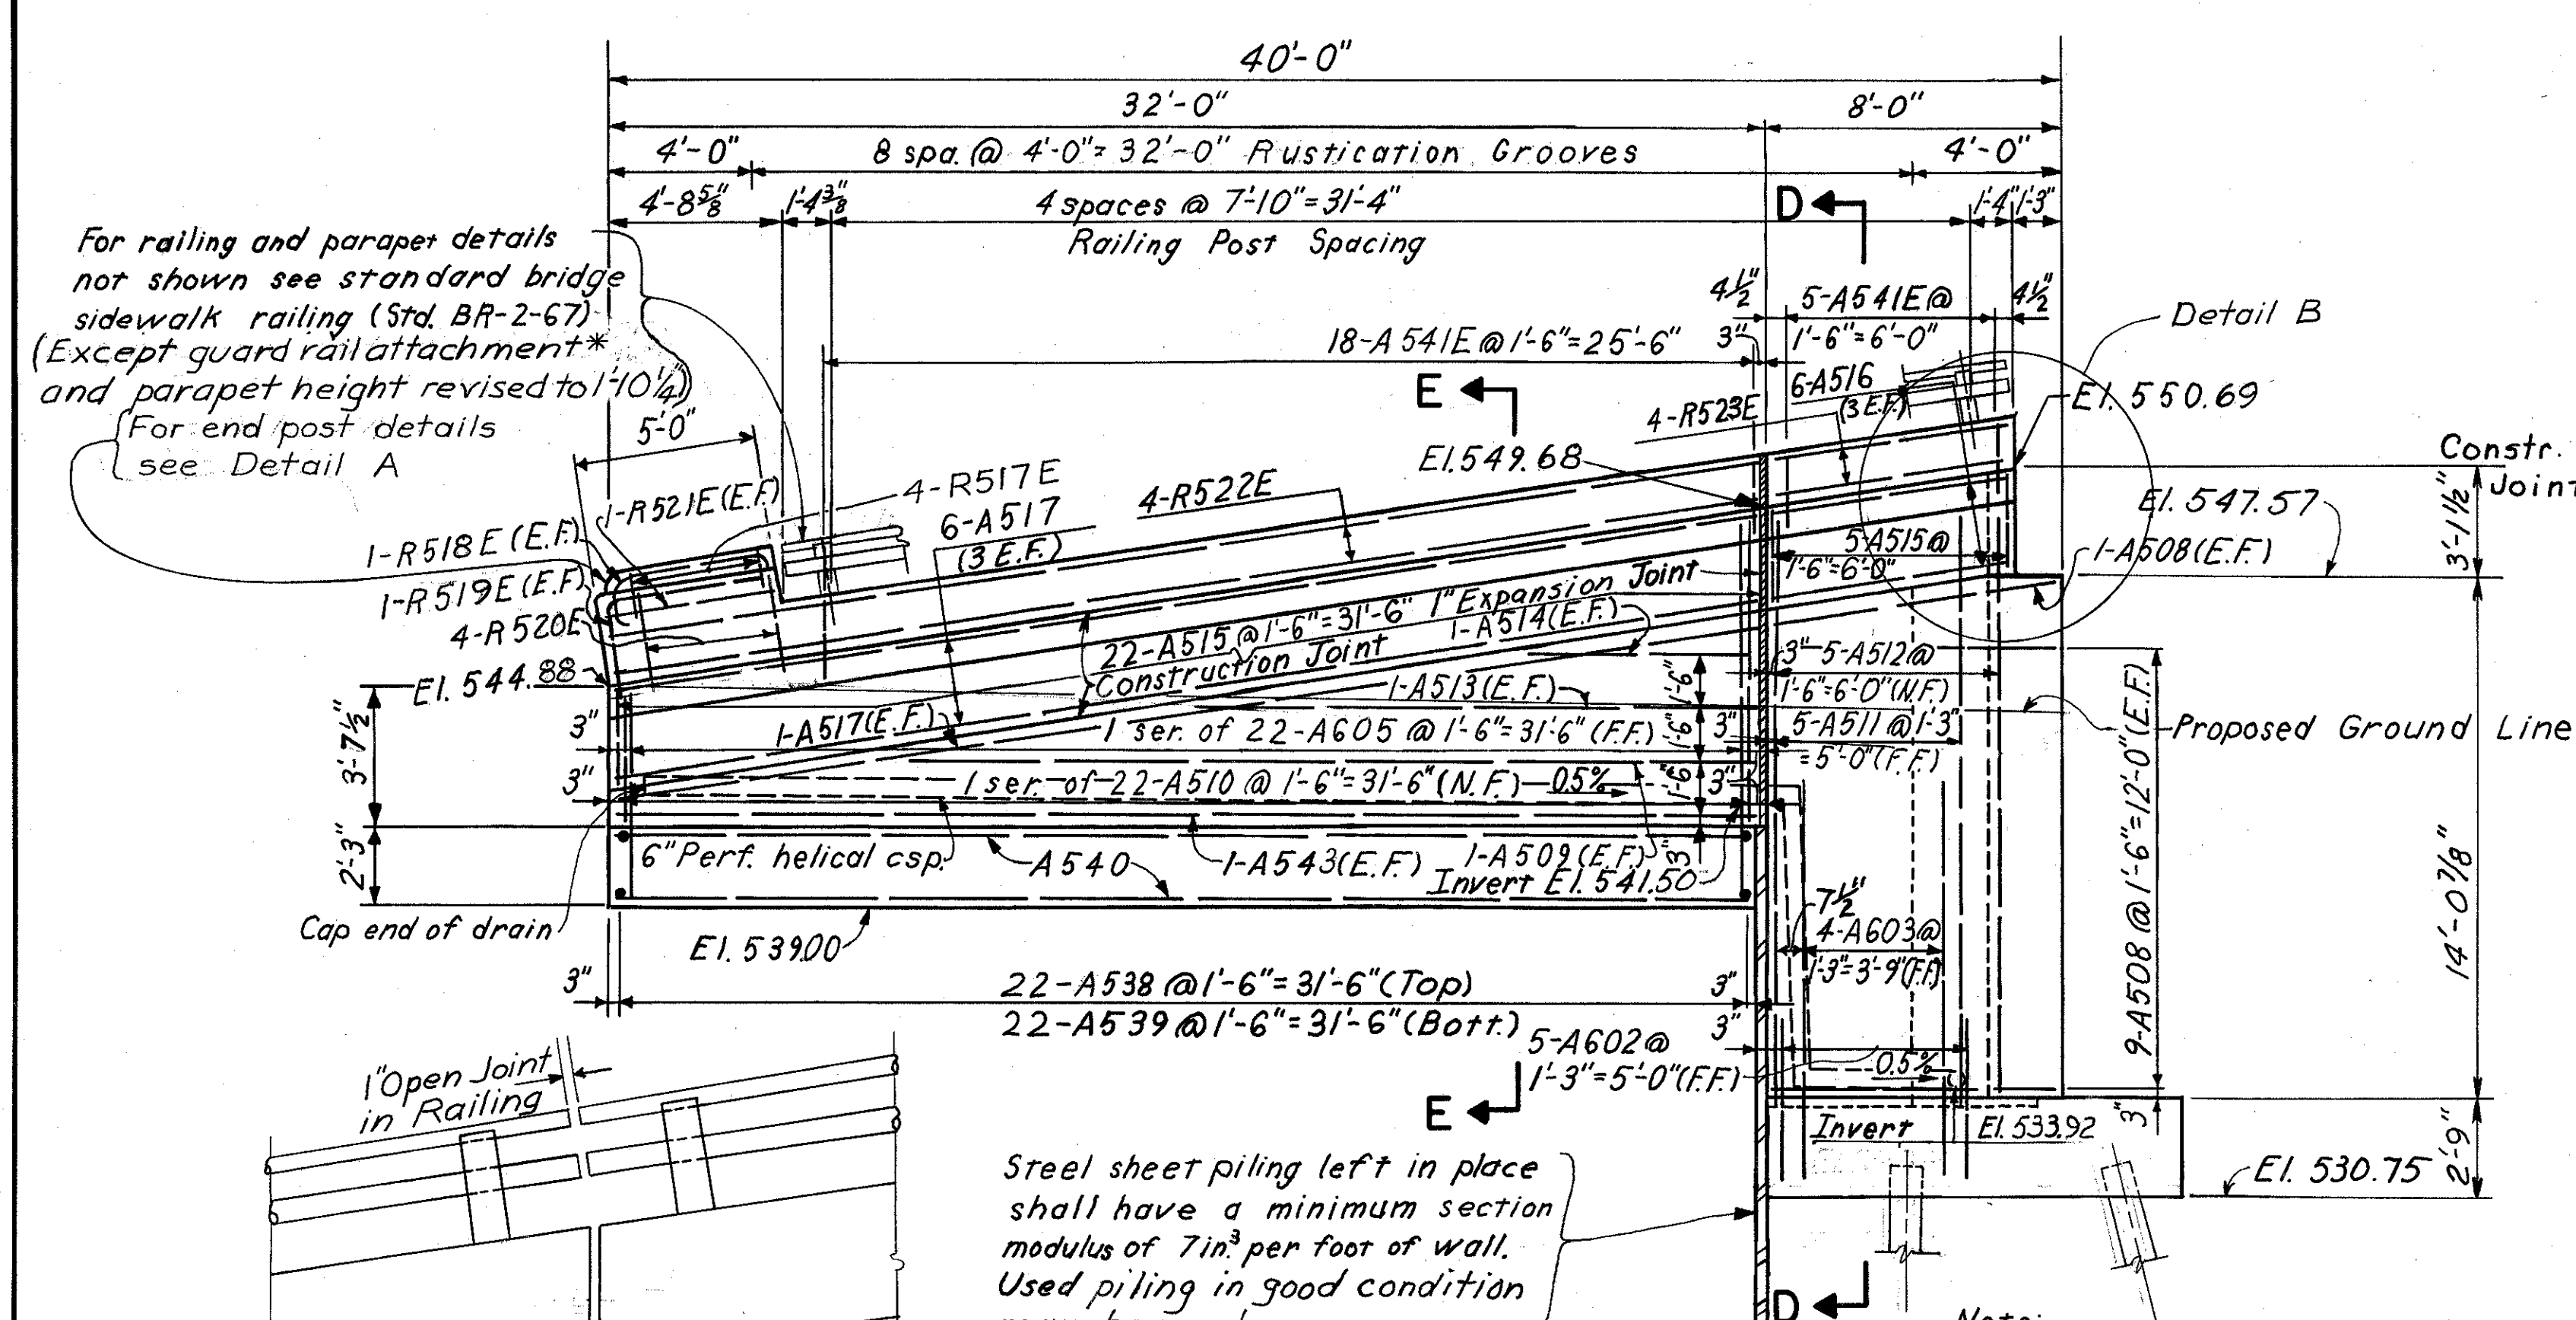 40'-0"
32'-0"
8'-0"
4'-0"
8 spa. @ 4'-0"= 32'-0" Rustication Grooves
4'-0"
4'-8⅝"
1'-4⅜"
4 spaces @ 7'-10"=31'-4"
1'-4"
1'-3"
Railing Post Spacing
D
For railing and parapet details
not shown see standard bridge
sidewalk railing (Std. BR-2-67)
(Except guard rail attachment*
and parapet height revised to 1'-10¼")
For end post details
see Detail A
4½"
5-A541E@
4½"
1'-6"=6'-0"
18-A541E@1'-6"=25'-6"
3"
Detail B
E
6-A516
(3 E.F.)
4-R523E
El. 550.69
El.549.68
Constr.
Joint
El. 547.57
3'-1½"
1-A508(E.F.)
5'-0"
1-R521E(E.F.)
4-R517E
6-A517
(3 E.F.)
4-R522E
1-R518E (E.F.)
1-R519E (E.F.)
4-R520E
5-A515@
1'-6"=6'-0"
1" Expansion Joint
22-A515@1'-6"=31'-6"
1-A514(E.F.)
Construction Joint
El. 544.88
3"
5-A512@
1'-6"=6'-0"(N.F.)
1'-6"
1-A513(E.F.)
3'-7½"
3"
1-A517(E.F.)
1 ser. of 22-A605 @ 1'-6"=31'-6" (F.F.)
1'-6"
3"
5-A511@1'-3"
=5'-0"(F.F.)
Proposed Ground Line
3"
1 ser. of 22-A510 @ 1'-6"=31'-6"(N.F.)
0.5%
1'-6"
3"
9-A508 @ 1'-6"=12'-0"(E.F.)
14'-0⅞"
2'-3"
6"Perf. helical csp.
A540
1-A543(E.F.)
1-A509(E.F.)
3"
Invert El. 541.50
7½"
4-A603@
1'-3"=3'-9"(F.F.)
Cap end of drain
El. 539.00
3"
22-A538 @1'-6"=31'-6"(Top)
3"
22-A539 @1'-6"=31'-6"(Bott.)
3"
5-A602@
1'-3"=5'-0"(F.F.)
0.5%
1"Open Joint
in Railing
E
Invert El. 533.92
3"
2'-9"
El. 530.75
Steel sheet piling left in place
shall have a minimum section
modulus of 7in.³ per foot of wall.
Used piling in good condition
D
Note: